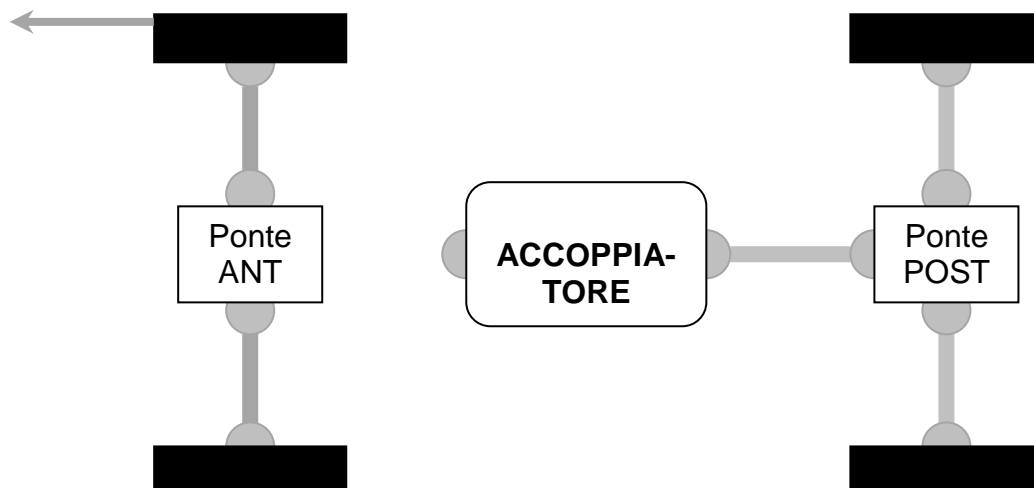 Ponte
ANT
ACCOPPIA-
TORE
Ponte
POST